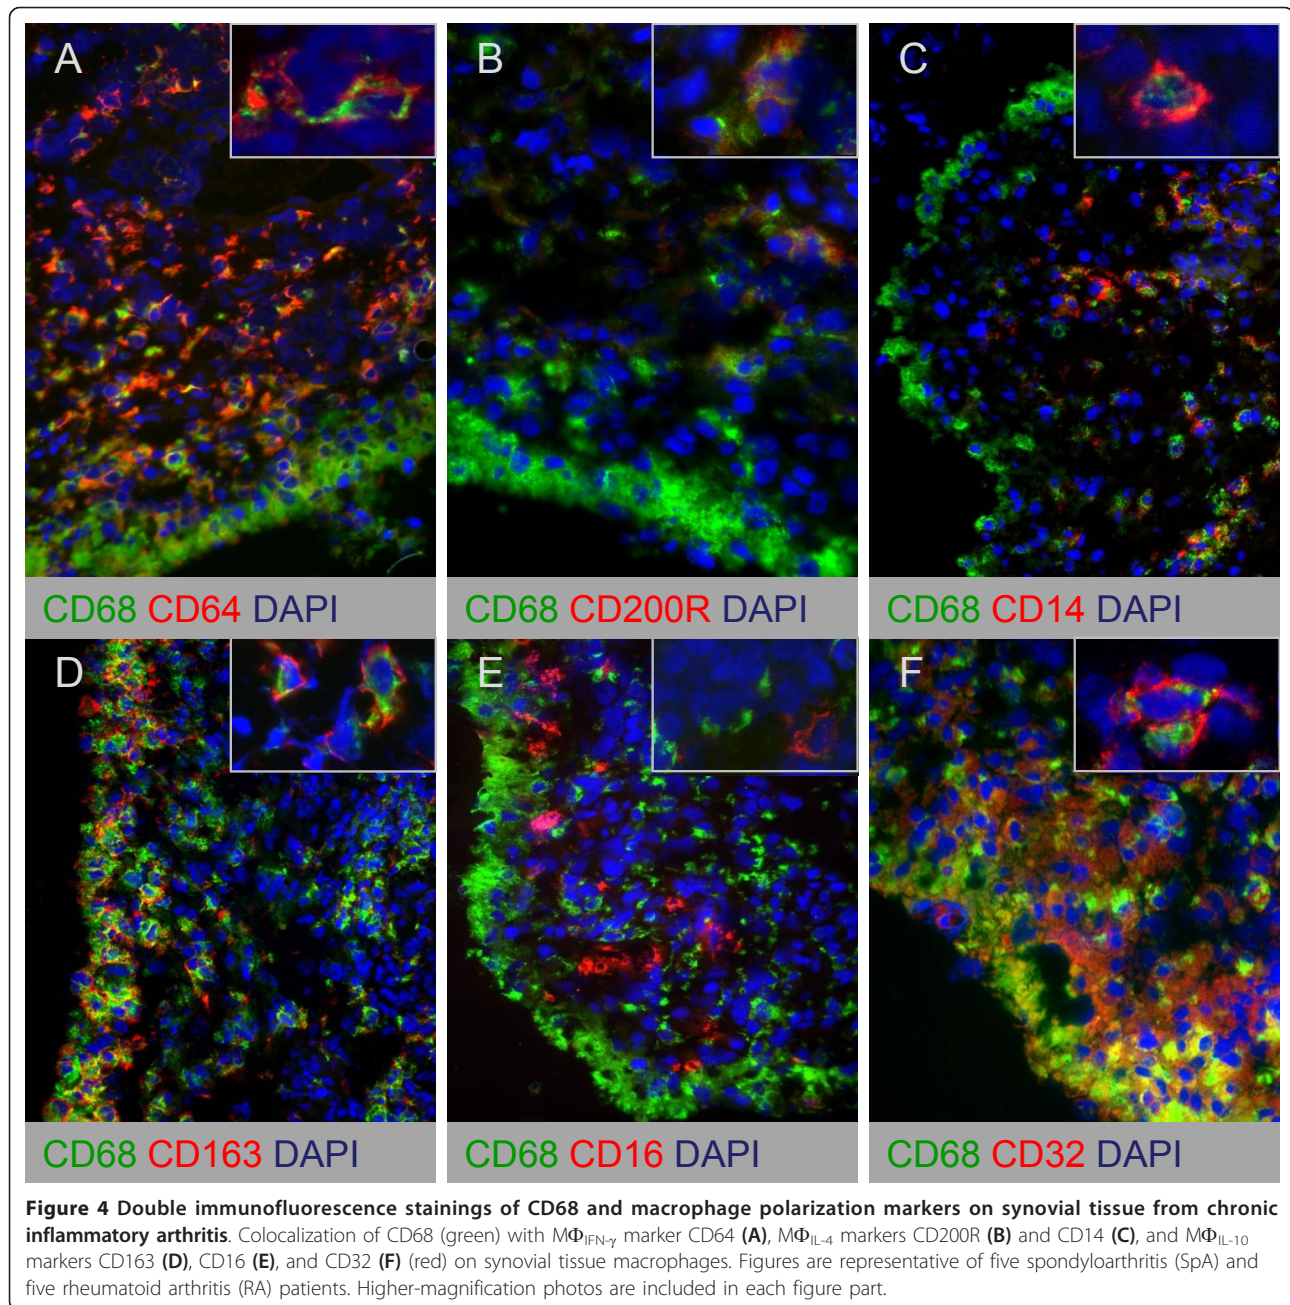 A
B
C
CD68 CD64 DAPI
CD68 CD200R DAPI
CD68 CD14 DAPI
D
E
F
CD68 CD163 DAPI
CD68 CD16 DAPI
CD68 CD32 DAPI
Figure 4 Double immunofluorescence stainings of CD68 and macrophage polarization markers on synovial tissue from chronic
inflammatory arthritis. Colocalization of CD68 (green) with MΦIFN-γ marker CD64 (A), MΦIL-4 markers CD200R (B) and CD14 (C), and MΦIL-10
markers CD163 (D), CD16 (E), and CD32 (F) (red) on synovial tissue macrophages. Figures are representative of five spondyloarthritis (SpA) and
five rheumatoid arthritis (RA) patients. Higher-magnification photos are included in each figure part.